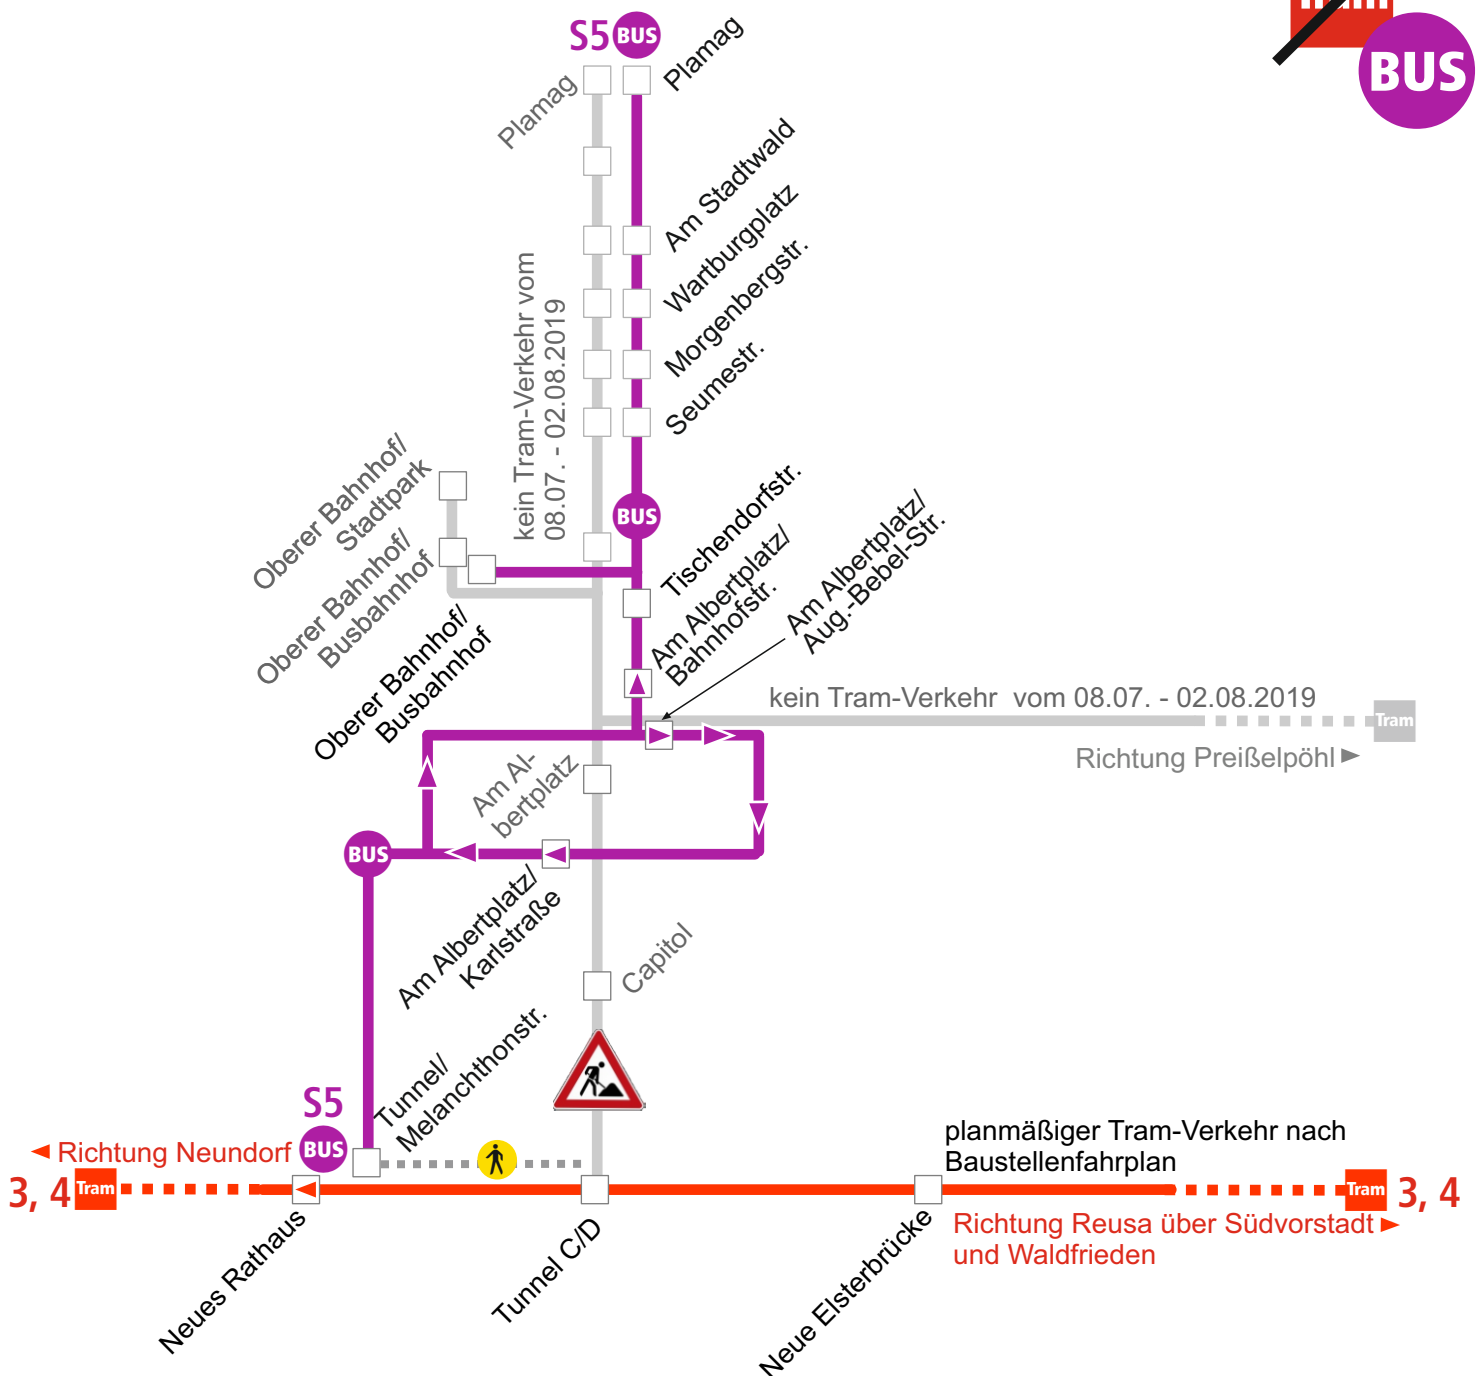 S5 BUS
BUS
Plamag
Plamag
Am Stadtwald
Wartburgplatz
Morgenbergstr.
Seumestr.
kein Tram-Verkehr vom
08.07. - 02.08.2019
Oberer Bahnhof/
Stadtpark
Oberer Bahnhof/
Busbahnhof
Oberer Bahnhof/
Busbahnhof
BUS
Tischendorfstr.
Am Albertplatz/
Bahnhofstr.
Am Albertplatz/
Aug.-Bebel-Str.
kein Tram-Verkehr vom 08.07. - 02.08.2019
Tram
Richtung Preißelpöhl
Am Al-
bertplatz
BUS
Am Albertplatz/
Karlstraße
Capitol
Tunnel/
Melanchthonstr.
S5
BUS
Richtung Neundorf
3, 4 Tram
planmäßiger Tram-Verkehr nach
Baustellenfahrplan
Tram 3, 4
Richtung Reusa über Südvorstadt
und Waldfrieden
Neues Rathaus
Tunnel C/D
Neue Elsterbrücke